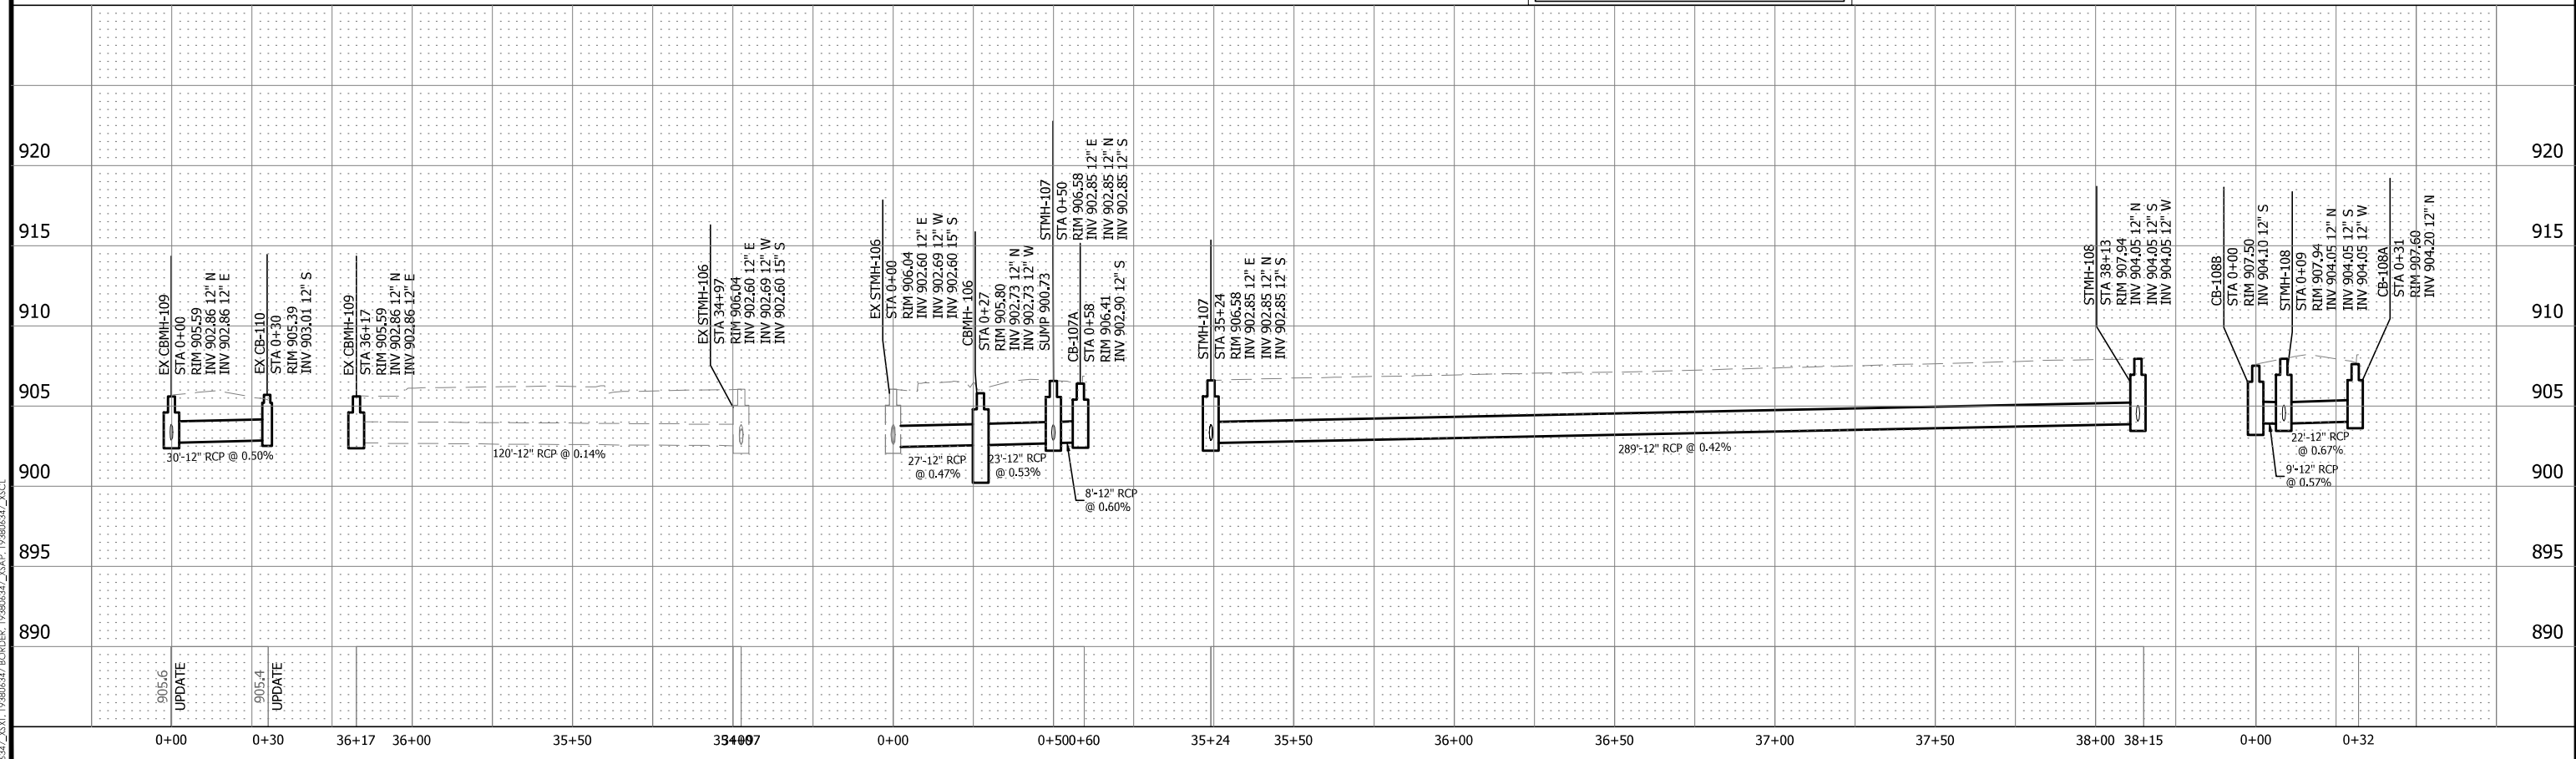 920
915
910
905
900
895
890
920
915
910
905
900
895
890
EX CBMH-109
STA 0+00
RIM 905.59
INV 902.86 12" N
INV 902.86 12" E
EX CB-110
STA 0+30
RIM 905.39
INV 903.01 12" S
EX CBMH-109
STA 36+17
RIM 905.59
INV 902.86 12" N
INV 902.86 12" E
EX STMH-106
STA 34+97
RIM 906.04
INV 902.60 12" E
INV 902.69 12" W
INV 902.60 15" S
EX STMH-106
STA 0+00
RIM 906.04
INV 902.60 12" E
INV 902.69 12" W
INV 902.60 15" S
CBMH- 106
STA 0+27
RIM 905.80
INV 902.73 12" N
INV 902.73 12" W
SUMP 900.73
STMH-107
STA 0+50
RIM 906.58
INV 902.85 12" E
INV 902.85 12" N
INV 902.85 12" S
CB-107A
STA 0+58
RIM 906.41
INV 902.90 12" S
STMH-107
STA 35+24
RIM 906.58
INV 902.85 12" E
INV 902.85 12" N
INV 902.85 12" S
STMH-108
STA 38+13
RIM 907.94
INV 904.05 12" N
INV 904.05 12" S
INV 904.05 12" W
CB-108B
STA 0+00
RIM 907.50
INV 904.10 12" S
STMH-108
STA 0+09
RIM 907.94
INV 904.05 12" N
INV 904.05 12" S
INV 904.05 12" W
CB-108A
STA 0+31
RIM 907.60
INV 904.20 12" N
30'-12" RCP @ 0.50%
120'-12" RCP @ 0.14%
27'-12" RCP
@ 0.47%
23'-12" RCP
@ 0.53%
8'-12" RCP
@ 0.60%
289'-12" RCP @ 0.42%
22'-12" RCP
@ 0.67%
9'-12" RCP
@ 0.57%
905.6
UPDATE
905.4
UPDATE
0+00
0+30
36+17
36+00
35+50
0+00
0+50
0+60
35+24
35+50
36+00
36+50
37+00
37+50
38+00
38+15
0+00
0+32